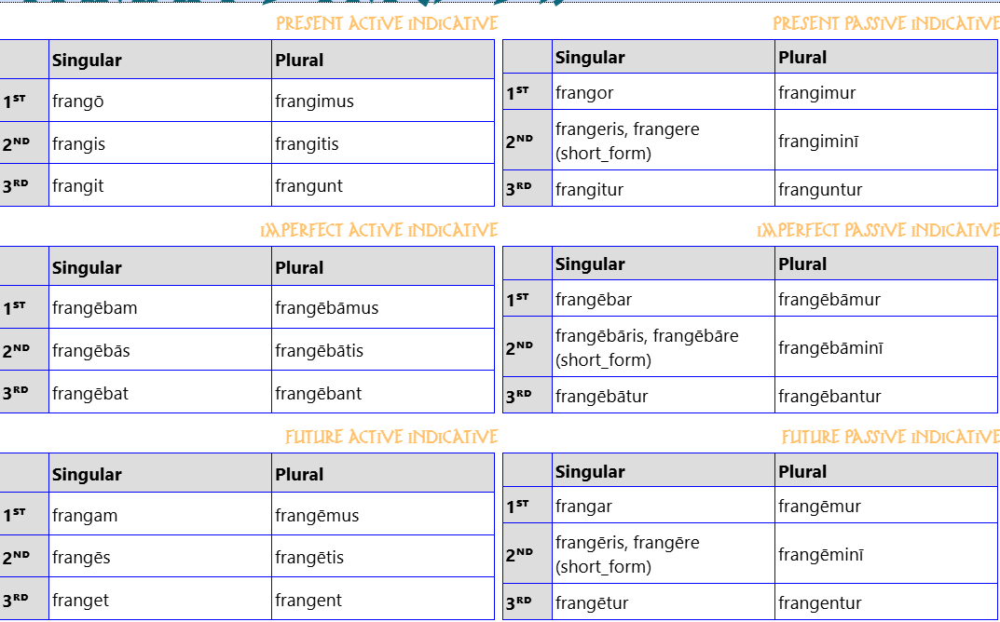 PRESENT ACTIVE INDICATIVE
Singular Plural
1ST frangō frangimus
2ND frangis frangitis
3RD frangit frangunt
PRESENT PASSIVE INDICATIVE
Singular Plural
1ST frangor frangimur
2ND frangeris, frangere
(short_form) frangiminī
3RD frangitur franguntur
IMPERFECT ACTIVE INDICATIVE
Singular Plural
1ST frangēbam frangēbāmus
2ND frangēbās frangēbātis
3RD frangēbat frangēbant
IMPERFECT PASSIVE INDICATIVE
Singular Plural
1ST frangēbar frangēbāmur
2ND frangēbāris, frangēbāre
(short_form) frangēbāminī
3RD frangēbātur frangēbantur
FUTURE ACTIVE INDICATIVE
Singular Plural
1ST frangam frangēmus
2ND frangēs frangētis
3RD franget frangent
FUTURE PASSIVE INDICATIVE
Singular Plural
1ST frangar frangēmur
2ND frangēris, frangēre
(short_form) frangēminī
3RD frangētur frangentur